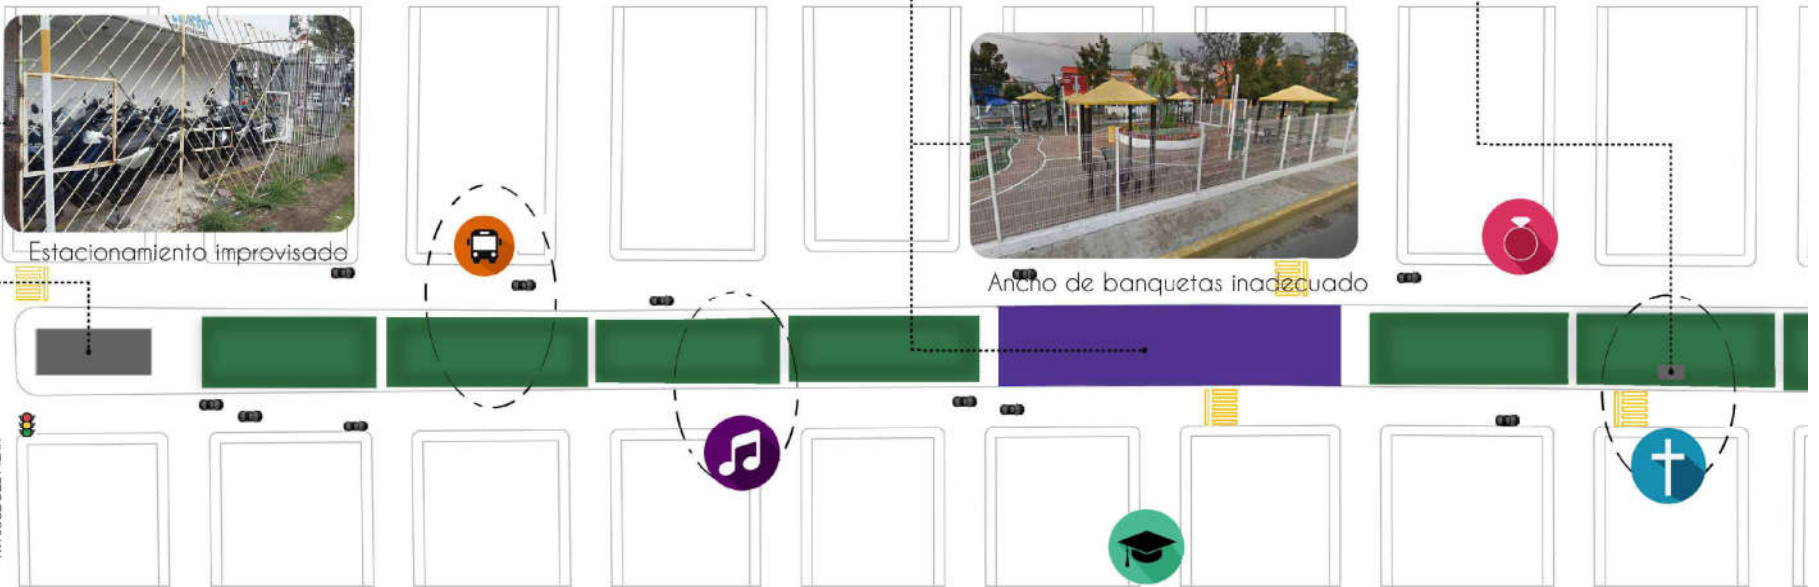 Estacionamiento improvisado
Ancho de banquetas inadecuado